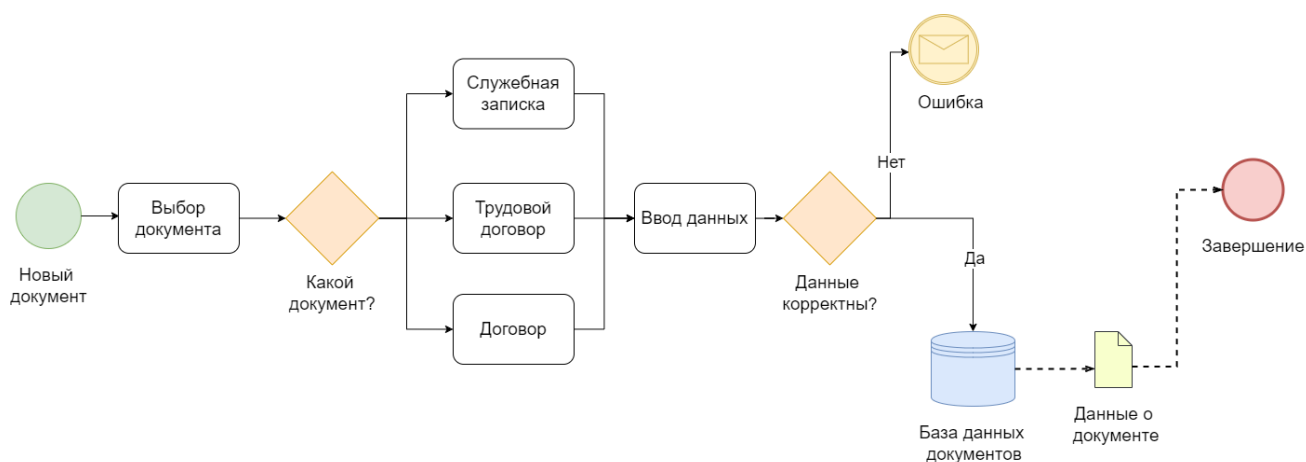 Новый
документ
Выбор
документа
Какой
документ?
Служебная
записка
Трудовой
договор
Договор
Ввод данных
Данные
корректны?
Нет
Ошибка
Да
База данных
документов
Данные о
документе
Завершение